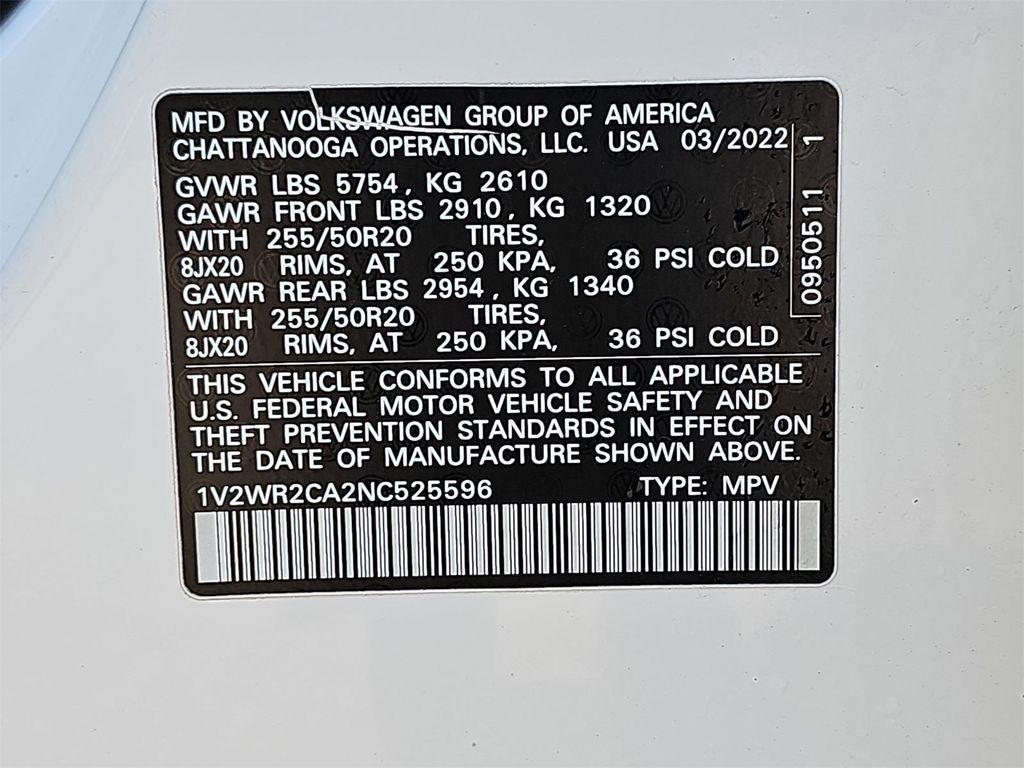 MFD BY VOLKSWAGEN GROUP OF AMERICA
CHATTANOOGA OPERATIONS, LLC. USA 03/2022
GVWR LBS 5754, KG 2610
GAWR FRONT LBS 2910, KG 1320
WITH 255/50R20 TIRES,
8JX20 RIMS, AT 250 KPA, 36 PSI COLD
GAWR REAR LBS 2954, KG 1340
WITH 255/50R20 TIRES,
8JX20 RIMS, AT 250 KPA, 36 PSI COLD
0950511 1
THIS VEHICLE CONFORMS TO ALL APPLICABLE
U.S. FEDERAL MOTOR VEHICLE SAFETY AND
THEFT PREVENTION STANDARDS IN EFFECT ON
THE DATE OF MANUFACTURE SHOWN ABOVE.
1V2WR2CA2NC525596 TYPE: MPV